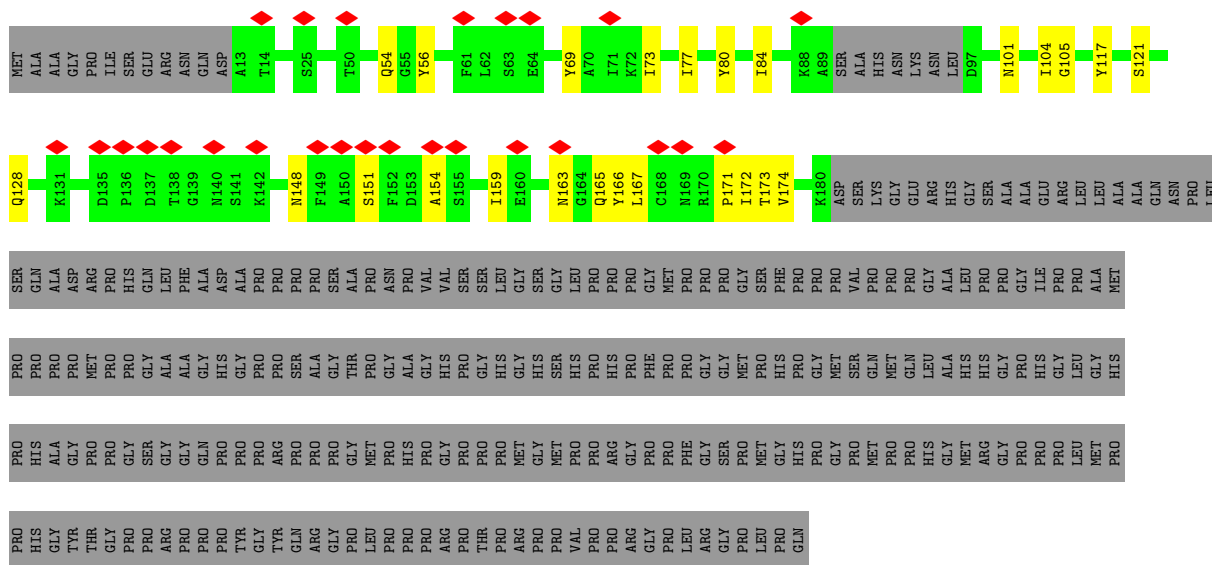 MET ALA ALA GLY PRO ILE SER GLU ARG ASN GLN ASP A13 T14 S25 T50 Q54 G55 Y56 F61 L62 S63 E64 Y69 A70 I71 K72 I73 I77 Y80 I84 K88 A89 SER ALA HIS ASN LYS ASN LEU D97 N101 I104 G105 Y117 S121
Q128 K131 D135 P136 D137 T138 G139 N140 S141 K142 N148 F149 A150 S151 F152 D153 A154 S155 I159 E160 N163 G164 Q165 Y166 L167 C168 N169 R170 P171 I172 T173 V174 K180 ASP SER LYS GLY GLU ARG HIS GLY SER ALA ALA GLU ARG LEU LEU ALA ALA GLN ASN PRO LEU
SER GLN ALA ASP ARG PRO HIS GLN LEU PHE ALA ASP ALA PRO PRO PRO PRO SER ALA PRO ASN PRO VAL VAL SER SER LEU GLY SER GLY LEU PRO PRO PRO GLY MET PRO PRO PRO GLY SER PHE PRO PRO PRO VAL PRO PRO PRO GLY ALA LEU PRO PRO GLY ILE PRO PRO ALA MET
PRO PRO PRO PRO MET PRO PRO GLY ALA ALA GLY HIS GLY PRO PRO SER ALA GLY THR PRO GLY ALA GLY HIS PRO GLY HIS GLY HIS SER HIS PRO HIS PRO PHE PRO PRO GLY GLY MET PRO HIS PRO GLY MET SER GLN MET GLN LEU ALA HIS HIS GLY PRO HIS GLY LEU GLY HIS
PRO HIS ALA GLY PRO PRO GLY SER GLY GLY GLN PRO PRO PRO ARG PRO PRO PRO GLY MET PRO HIS PRO GLY PRO PRO PRO MET GLY MET PRO PRO ARG GLY PRO PRO PHE GLY SER PRO MET GLY HIS PRO GLY PRO MET PRO PRO HIS GLY MET ARG GLY PRO PRO PRO LEU MET PRO
PRO HIS GLY TYR THR GLY PRO PRO ARG PRO PRO PRO TYR GLY TYR GLN ARG GLY PRO LEU PRO PRO PRO ARG PRO THR PRO ARG PRO PRO VAL PRO PRO ARG GLY PRO LEU ARG GLY PRO LEU PRO GLN